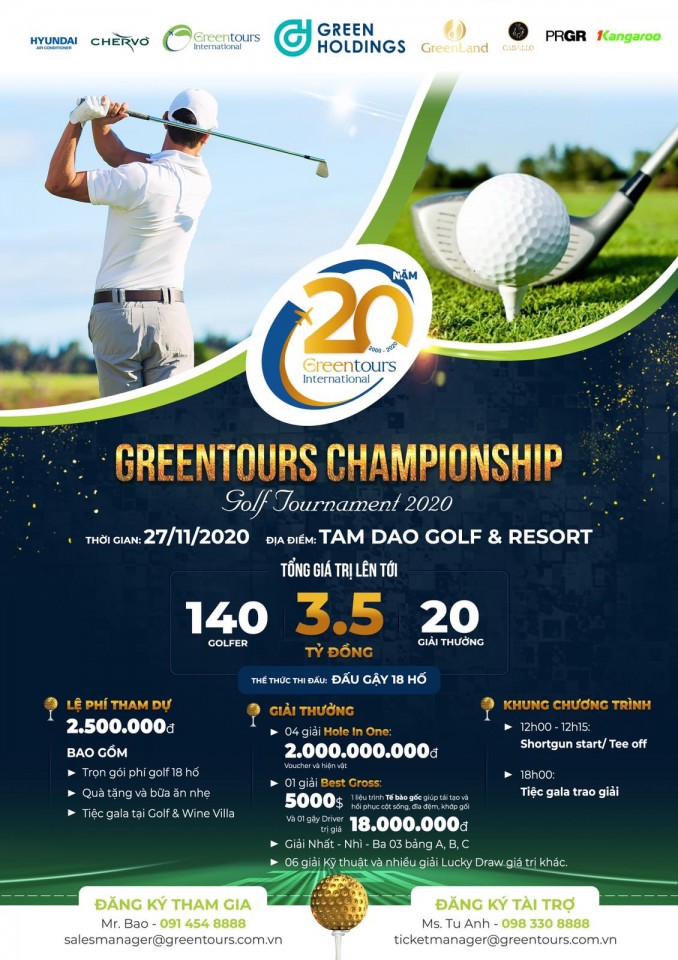 HYUNDAI
AIR CONDITIONER
CHERVÒ
Greentours
International
GREEN
HOLDINGS
GreenLand
CABALLO
PRGR
Kangaroo
20 NĂM
2000 - 2020
Greentours
International
GREENTOURS CHAMPIONSHIP
Golf Tournament 2020
THỜI GIAN: 27/11/2020 ĐỊA ĐIỂM: TAM DAO GOLF & RESORT
TỔNG GIÁ TRỊ LÊN TỚI
140
GOLFER
3.5
TỶ ĐỒNG
20
GIẢI THƯỞNG
THỂ THỨC THI ĐẤU: ĐẤU GẬY 18 HỐ
LỆ PHÍ THAM DỰ
2.500.000đ
BAO GỒM
Trọn gói phí golf 18 hố
Quà tặng và bữa ăn nhẹ
Tiệc gala tại Golf & Wine Villa
GIẢI THƯỞNG
04 giải Hole In One:
2.000.000.000đ
Voucher và hiện vật
01 giải Best Gross:
5000$ 1 liệu trình Tế bào gốc giúp tái tạo và
hồi phục cột sống, đĩa đệm, khớp gối
Và 01 gậy Driver
trị giá 18.000.000đ
Giải Nhất - Nhì - Ba 03 bảng A, B, C
06 giải Kỹ thuật và nhiều giải Lucky Draw giá trị khác.
KHUNG CHƯƠNG TRÌNH
12h00 - 12h15:
Shortgun start/ Tee off
18h00:
Tiệc gala trao giải
ĐĂNG KÝ THAM GIA
Mr. Bao - 091 454 8888
salesmanager@greentours.com.vn
ĐĂNG KÝ TÀI TRỢ
Ms. Tu Anh - 098 330 8888
ticketmanager@greentours.com.vn